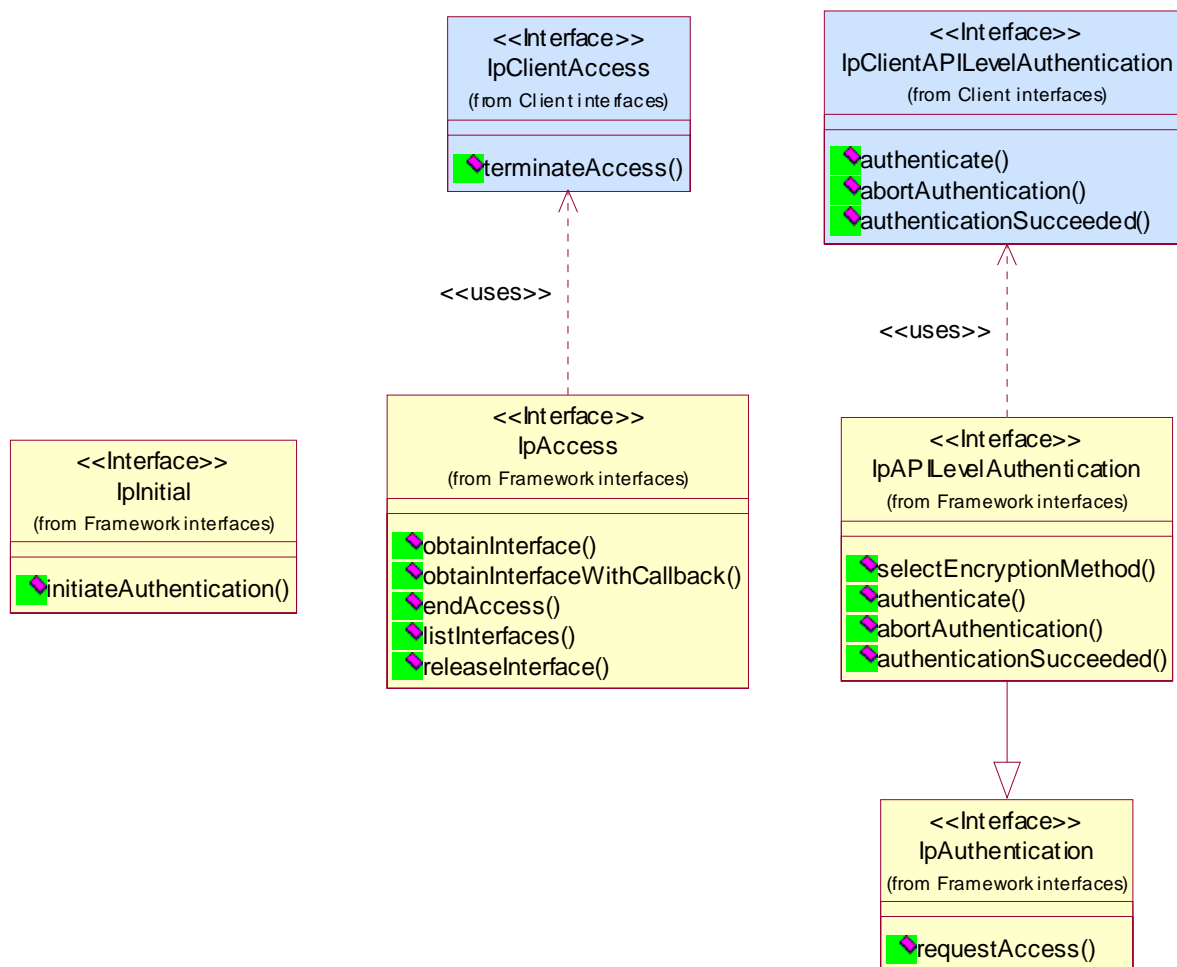 <<Interface>>
IpClientAccess
(from Client interfaces)
terminateAccess()
<<Interface>>
IpClientAPILevelAuthentication
(from Client interfaces)
authenticate()
abortAuthentication()
authenticationSucceeded()
<<uses>>
<<uses>>
<<Interface>>
IpInitial
(from Framework interfaces)
initiateAuthentication()
<<Interface>>
IpAccess
(from Framework interfaces)
obtainInterface()
obtainInterfaceWithCallback()
endAccess()
listInterfaces()
releaseInterface()
<<Interface>>
IpAPILevelAuthentication
(from Framework interfaces)
selectEncryptionMethod()
authenticate()
abortAuthentication()
authenticationSucceeded()
<<Interface>>
IpAuthentication
(from Framework interfaces)
requestAccess()